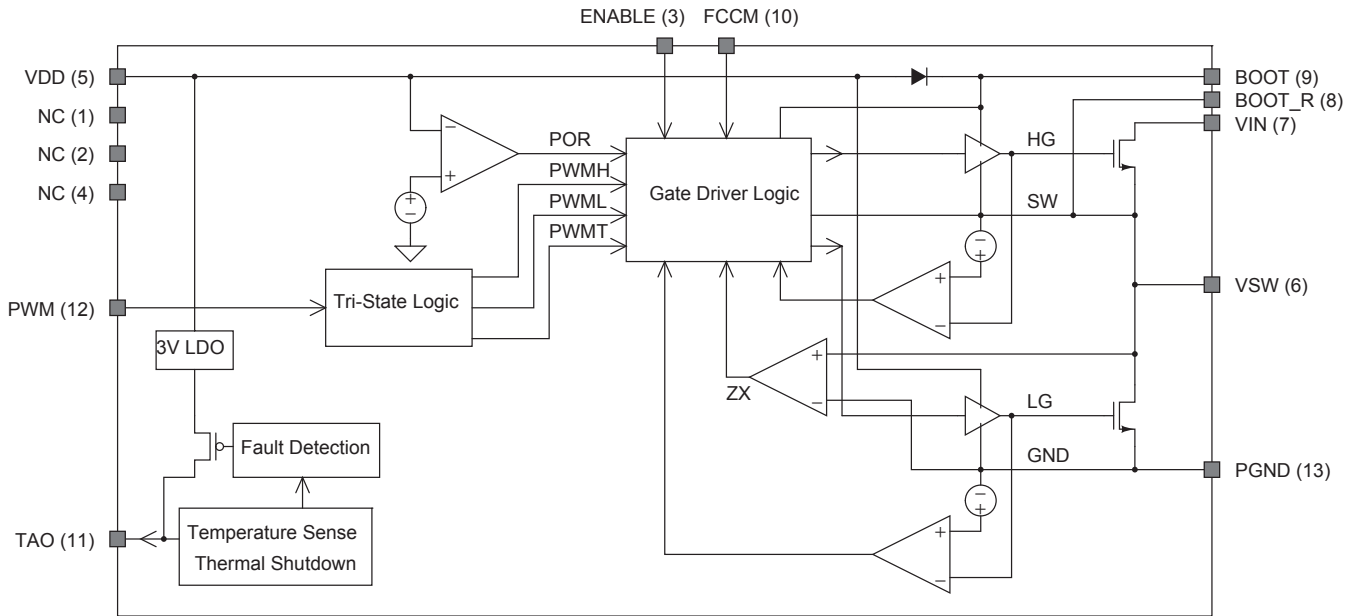 ENABLE (3) FCCM (10)
VDD (5)
BOOT (9)
BOOT_R (8)
NC (1)
VIN (7)
NC (2)
NC (4)
POR
PWMH
PWML
PWMT
Gate Driver Logic
HG
SW
−
+
+
−
−
+
+
−
PWM (12)
Tri-State Logic
VSW (6)
3V LDO
+
−
ZX
LG
GND
Fault Detection
PGND (13)
TAO (11)
Temperature Sense
Thermal Shutdown
−
+
+
−